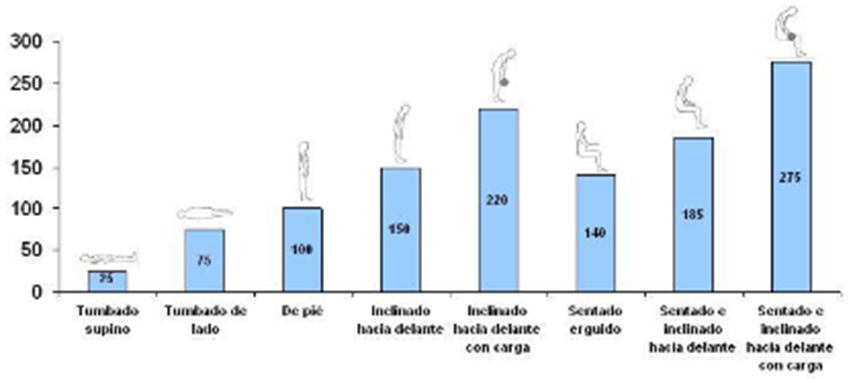 300
250
200
150
100
50
0
25
75
100
150
220
140
185
275
Tumbado
supino
Tumbado de
lado
De pié
Inclinado
hacia delante
Inclinado
hacia delante
con carga
Sentado
erguido
Sentado e
inclinado
hacia delante
Sentado e
inclinado
hacia delante
con carga